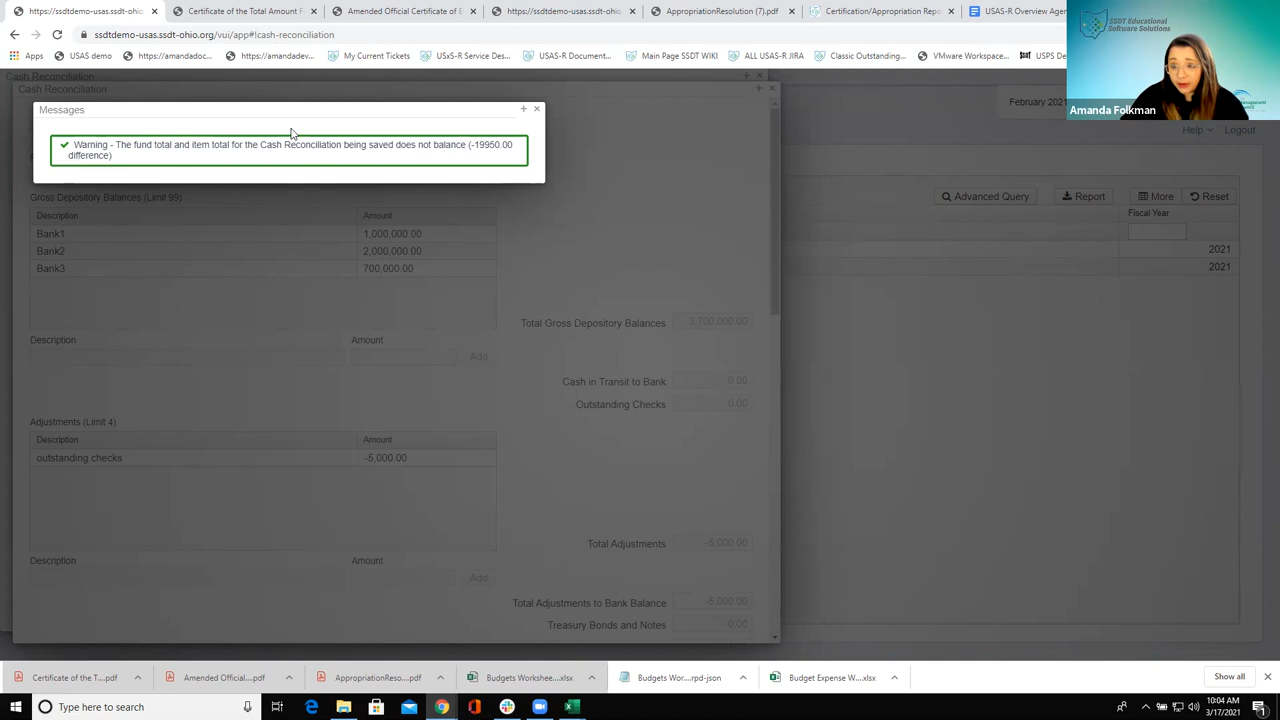 https://ssdtdemo-usas.ssdt-ohio
Certificate of the Total Amount F
Amended Official Certificate of E
https://ssdtdemo-usas.ssdt-ohio
AppropriationResolution (7).pdf
Certification/Appropriation Rep
USAS-R Overview Agen
ssdtdemo-usas.ssdt-ohio.org/vui/app#!cash-reconciliation
Apps
USAS demo
https://amandadoc...
https://amandadev...
My Current Tickets
USxS-R Service Des...
USAS-R Document...
Main Page SSDT WIKI
ALL USAS-R JIRA
Classic Outstanding...
VMware Workspace...
USPS De
SSDT Educational
Software Solutions
Amanda Folkman
Cash Reconciliation
Cash Reconciliation
February 2021
Messages
Help
Logout
Warning - The fund total and item total for the Cash Reconciliation being saved does not balance (-19950.00
difference)
Gross Depository Balances (Limit 99)
Advanced Query
Report
More
Reset
Description Amount
Fiscal Year
Bank1 1,000,000.00
Bank2 2,000,000.00
2021
Bank3 700,000.00
2021
Total Gross Depository Balances 3,700,000.00
Description Amount
Add
Cash in Transit to Bank 0.00
Outstanding Checks 0.00
Adjustments (Limit 4)
Description Amount
outstanding checks -5,000.00
Total Adjustments -5,000.00
Description Amount
Add
Total Adjustments to Bank Balance -5,000.00
Treasury Bonds and Notes 0.00
Certificate of the T....pdf
Amended Official....pdf
AppropriationReso....pdf
Budgets Workshee....xlsx
Budgets Wor....rpd-json
Budget Expense W....xlsx
Show all
Type here to search
10:04 AM
3/17/2021
1